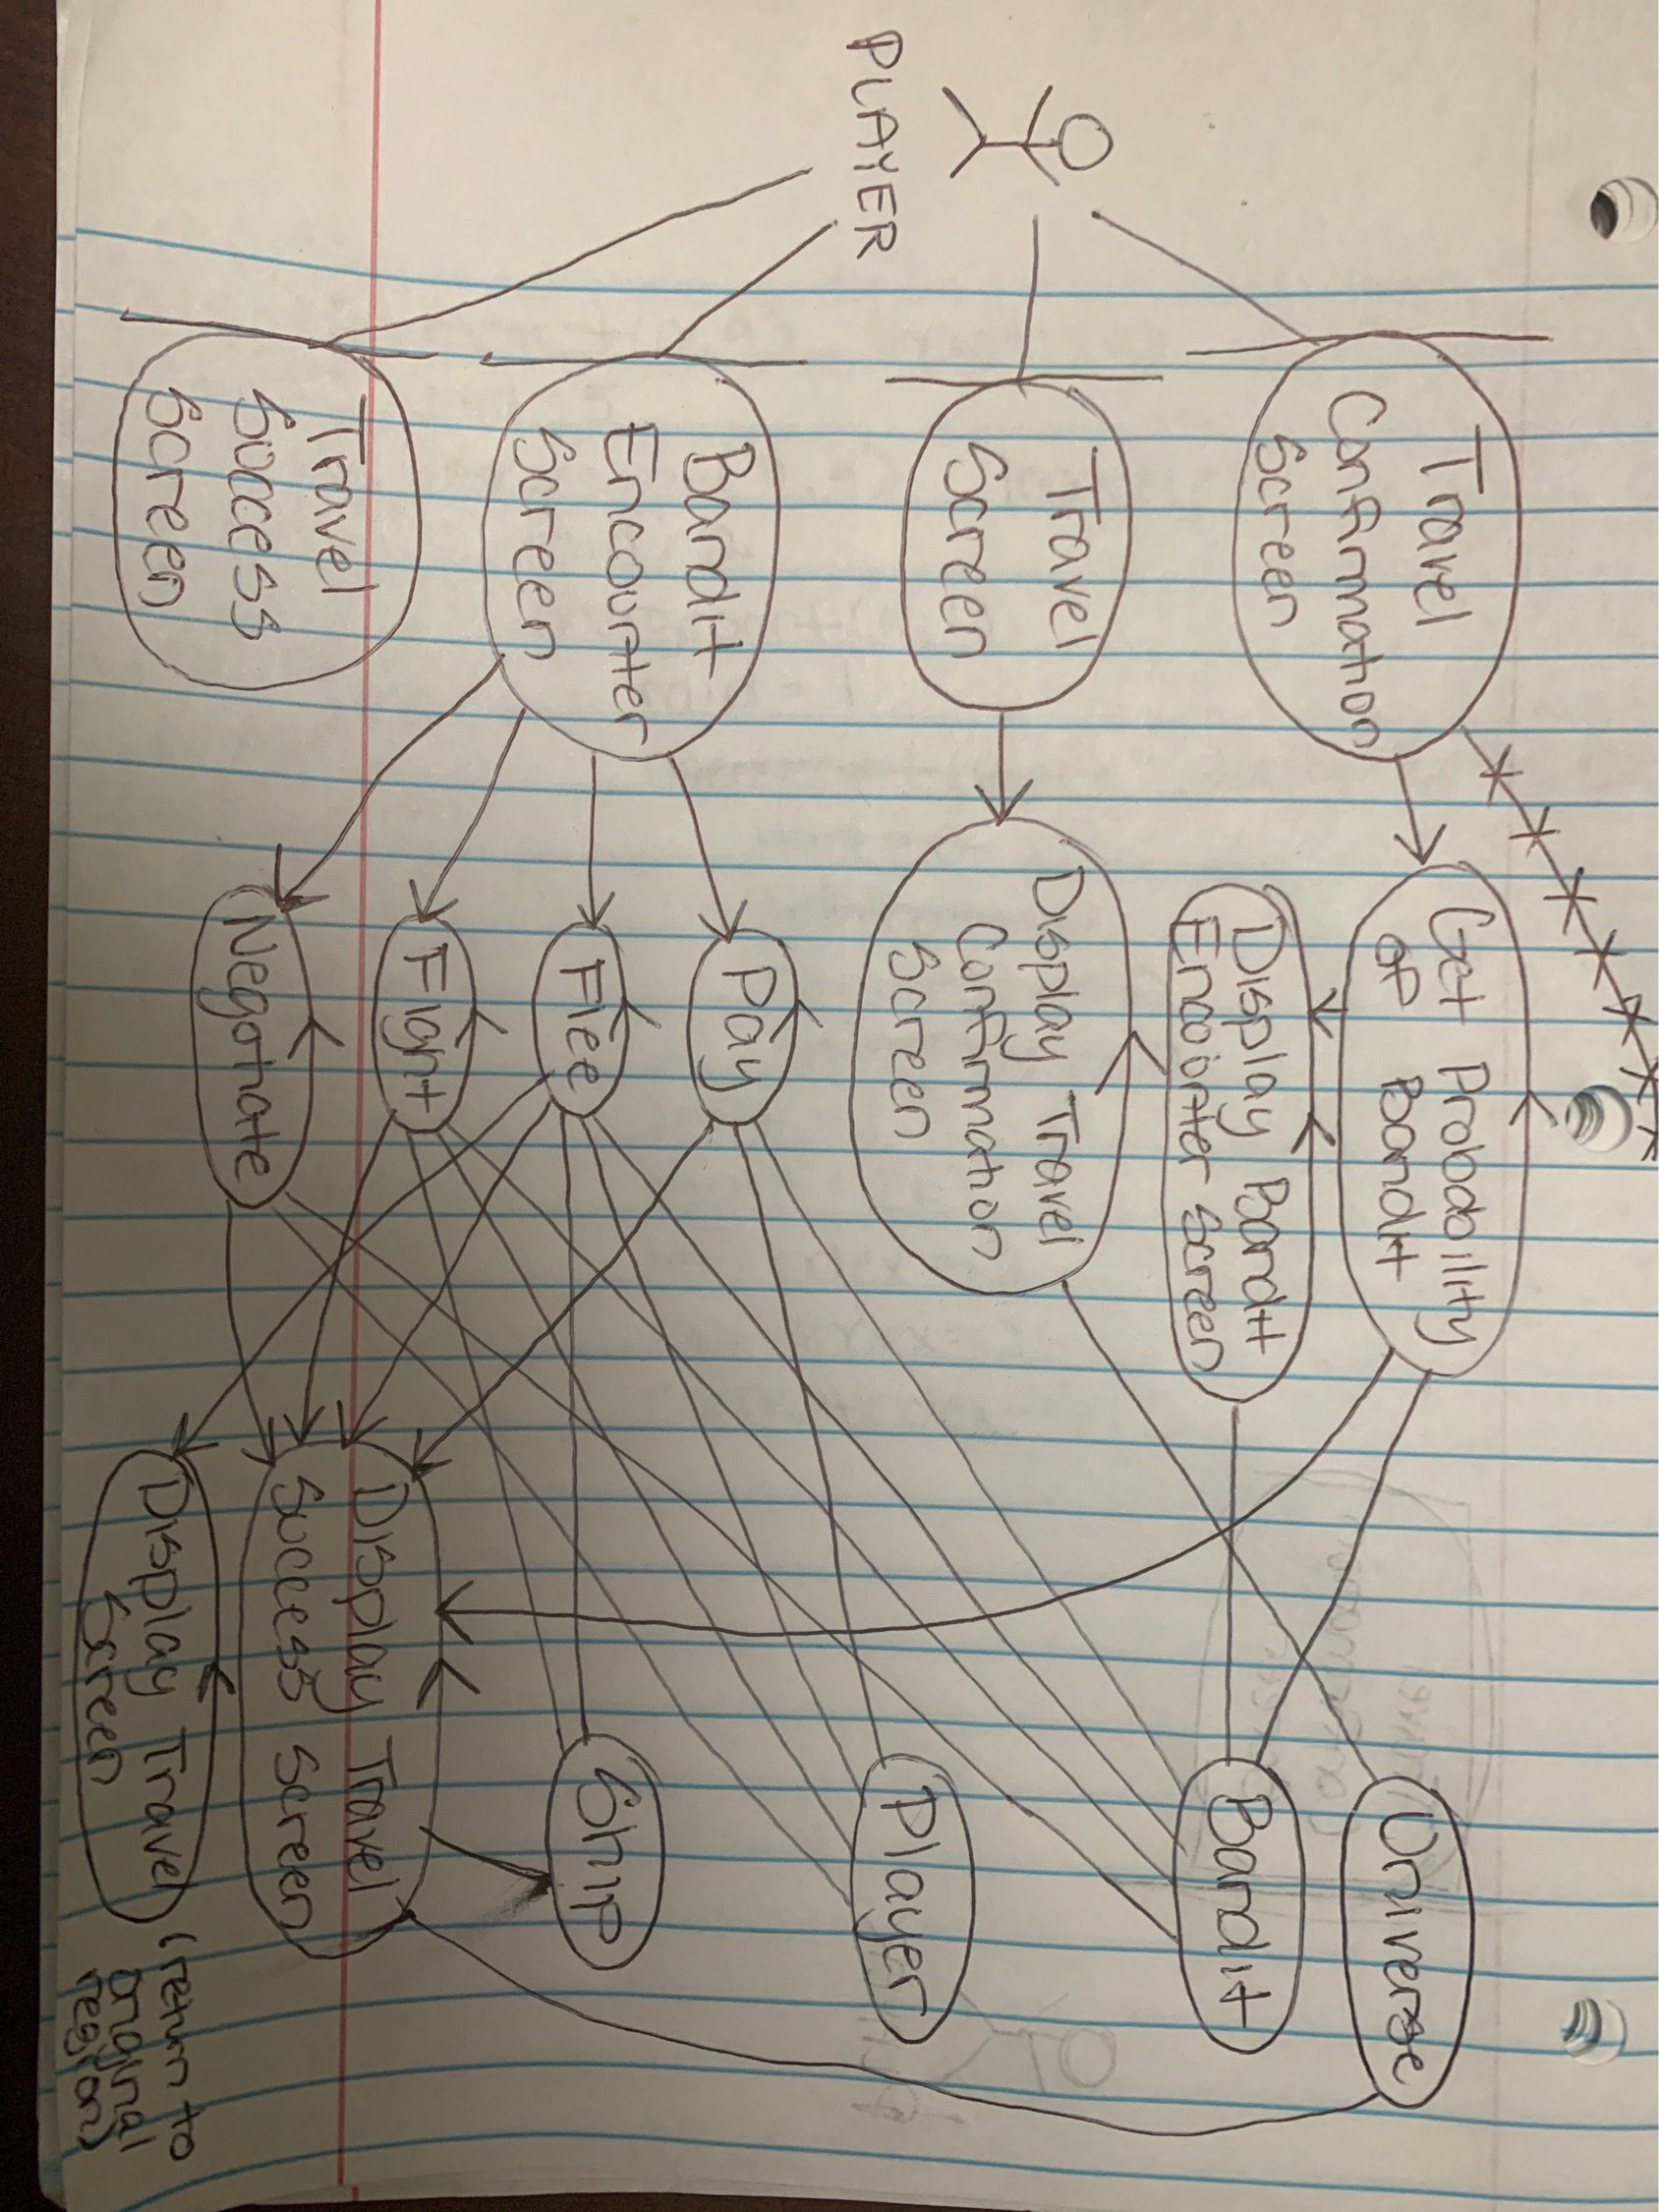 PLAYER
Travel
Confirmation
Screen
Travel
Screen
Bandit
Encounter
Screen
Travel
Success
Screen
Get Probability
of Bandit
Display Bandit
Encounter Screen
Display Travel
Confirmation
Screen
Pay
Flee
Fight
Negotiate
Universe
Bandit
Player
Ship
Display Travel
Success Screen
Display Travel
Screen
(return to
original
region)